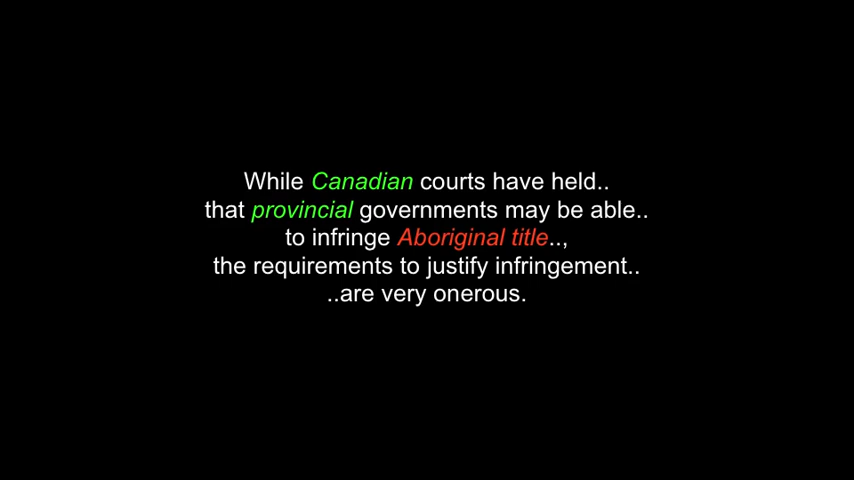 While Canadian courts have held..
that provincial governments may be able..
to infringe Aboriginal title..,
the requirements to justify infringement..
..are very onerous.